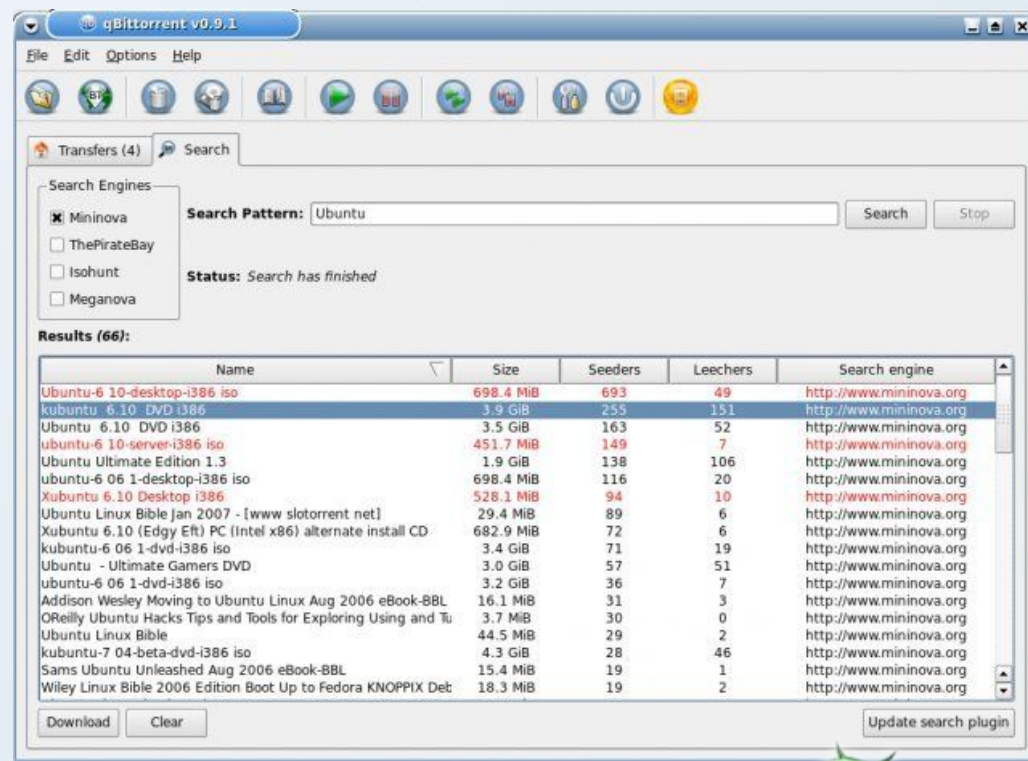 qBittorrent v0.9.1
File Edit Options Help
Transfers (4) Search
Search Engines
Mininova
ThePirateBay
Isohunt
Meganova
Search Pattern: Ubuntu Search Stop
Status: Search has finished
Results (66):
Name Size Seeders Leechers Search engine
Ubuntu-6 10-desktop-i386 iso 698.4 MiB 693 49 http://www.mininova.org
kubuntu 6.10 DVD i386 3.9 GiB 255 151 http://www.mininova.org
Ubuntu 6.10 DVD i386 3.5 GiB 163 52 http://www.mininova.org
ubuntu-6 10-server-i386 iso 451.7 MiB 149 7 http://www.mininova.org
Ubuntu Ultimate Edition 1.3 1.9 GiB 138 106 http://www.mininova.org
ubuntu-6 06 1-desktop-i386 iso 698.4 MiB 116 20 http://www.mininova.org
Xubuntu 6.10 Desktop i386 528.1 MiB 94 10 http://www.mininova.org
Ubuntu Linux Bible Jan 2007 - [www slotorrent net] 29.4 MiB 89 6 http://www.mininova.org
Xubuntu 6.10 (Edgy Eft) PC (Intel x86) alternate install CD 682.9 MiB 72 6 http://www.mininova.org
kubuntu-6 06 1-dvd-i386 iso 3.4 GiB 71 19 http://www.mininova.org
Ubuntu - Ultimate Gamers DVD 3.0 GiB 57 51 http://www.mininova.org
ubuntu-6 06 1-dvd-i386 iso 3.2 GiB 36 7 http://www.mininova.org
Addison Wesley Moving to Ubuntu Linux Aug 2006 eBook-BBL 16.1 MiB 31 3 http://www.mininova.org
OReilly Ubuntu Hacks Tips and Tools for Exploring Using and Tu 3.7 MiB 30 0 http://www.mininova.org
Ubuntu Linux Bible 44.5 MiB 29 2 http://www.mininova.org
kubuntu-7 04-beta-dvd-i386 iso 4.3 GiB 28 46 http://www.mininova.org
Sams Ubuntu Unleashed Aug 2006 eBook-BBL 15.4 MiB 19 1 http://www.mininova.org
Wiley Linux Bible 2006 Edition Boot Up to Fedora KNOPPIX Deb 18.3 MiB 19 2 http://www.mininova.org
Download Clear Update search plugin